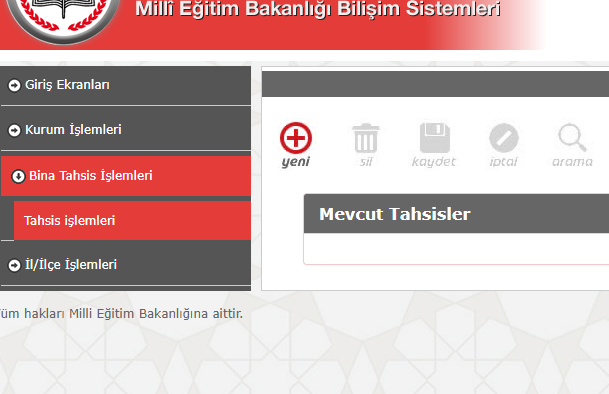 Millî Eğitim Bakanlığı Bilişim Sistemleri
Giriş Ekranları
Kurum İşlemleri
Bina Tahsis İşlemleri
Tahsis işlemleri
İl/İlçe İşlemleri
yeni
sil
kaydet
iptal
arama
Mevcut Tahsisler
üm hakları Milli Eğitim Bakanlığına aittir.